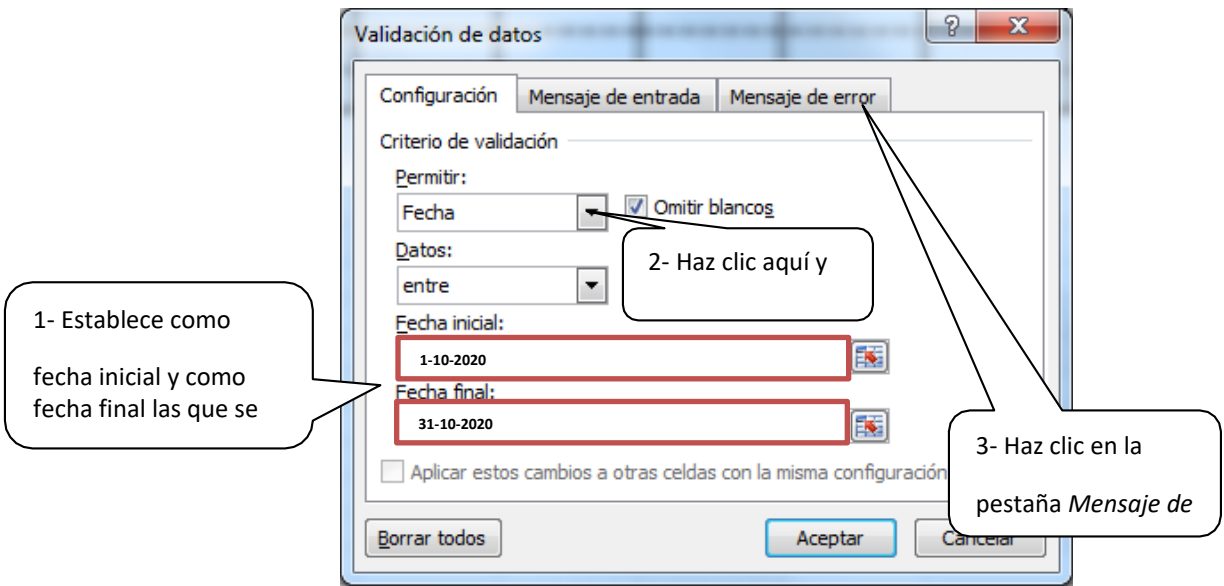 Validación de datos
Configuración
Mensaje de entrada
Mensaje de error
Criterio de validación
Permitir:
Fecha
Omitir blancos
2- Haz clic aquí y
Datos:
entre
1- Establece como
fecha inicial y como
fecha final las que se
Fecha inicial:
1-10-2020
Fecha final:
31-10-2020
3- Haz clic en la
pestaña Mensaje de
Aplicar estos cambios a otras celdas con la misma configuración
Borrar todos
Aceptar
Cancelar